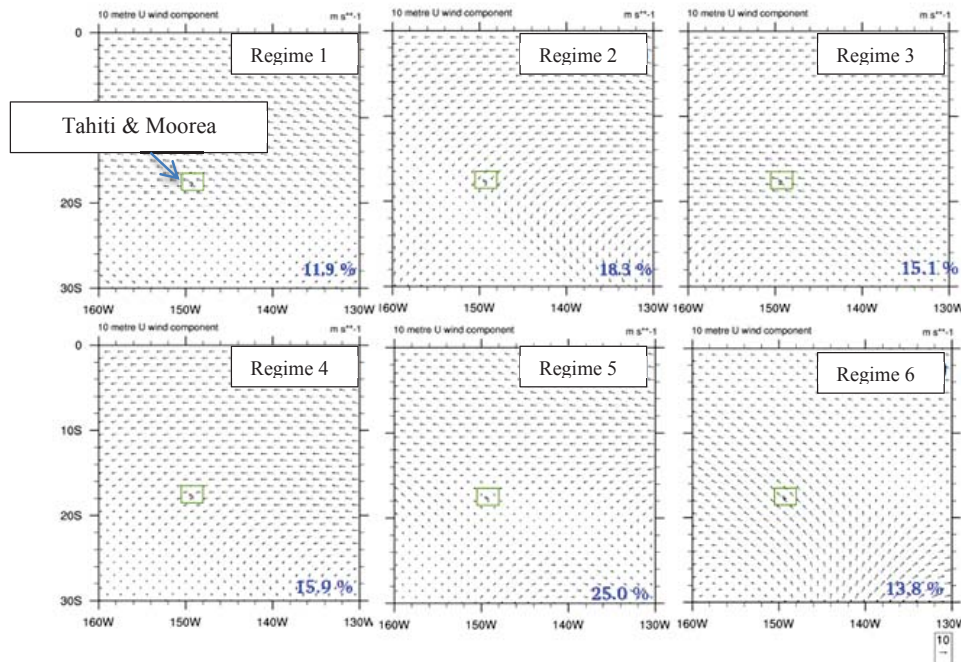 10 metre U wind component m s**-1 10 metre U wind component m s**-1 10 metre U wind component m s**-1
0
Regime 1 Regime 2 Regime 3
Tahiti & Moorea
20S
11.9 % 18.3 % 15.1 %
30S
160W 150W 140W 160W 150W 140W 130W 160W 150W 140W 130W
10 metre U wind component m s**-1 10 metre U wind component m s**-1 10 metre U wind component m s**-1
0
Regime 4 Regime 5 Regime 6
10S
20S
15.9 % 25.0 % 13.8 %
30S
160W 150W 140W 160W 150W 140W 130W 160W 150W 140W 130W
10